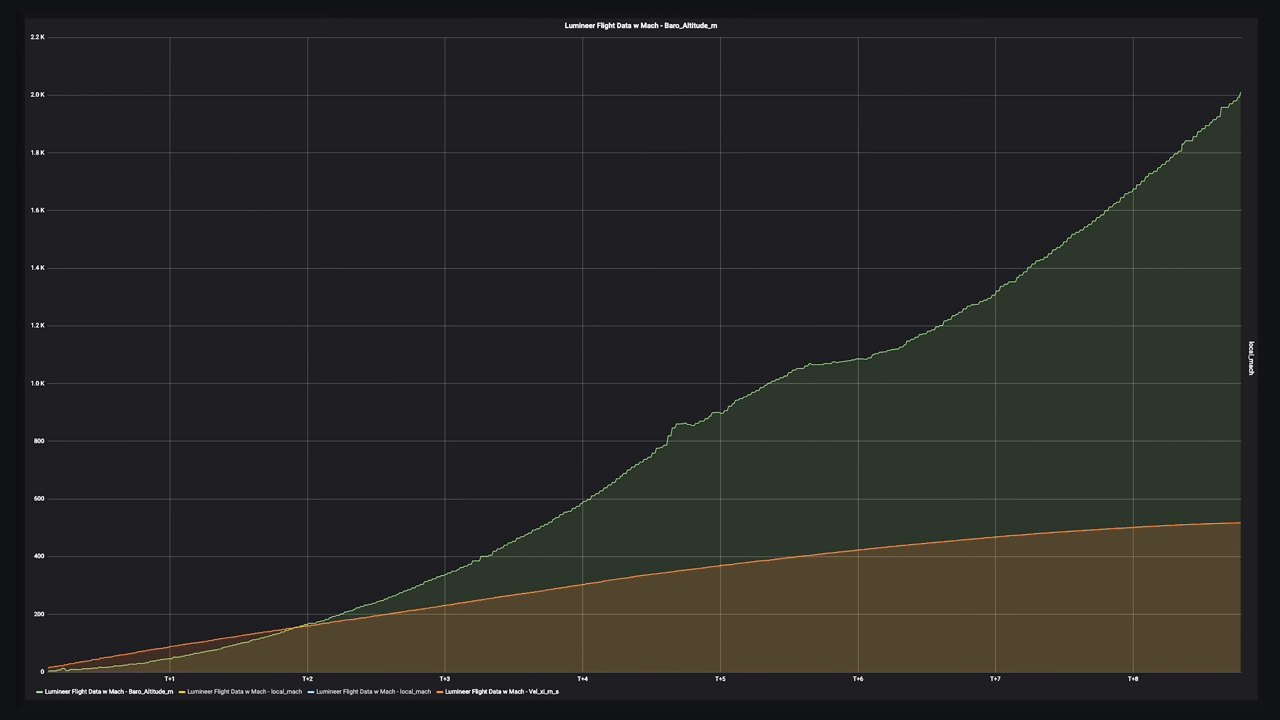 Lumineer Flight Data w Mach - Baro_Altitude_m
2.2 K
2.0 K
1.8 K
1.6 K
1.4 K
1.2 K
1.0 K
800
600
400
200
0
local_mach
T+1 T+2 T+3 T+4 T+5 T+6 T+7 T+8
Lumineer Flight Data w Mach - Baro_Altitude_m Lumineer Flight Data w Mach - local_mach Lumineer Flight Data w Mach - local_mach Lumineer Flight Data w Mach - Vel_xi_m_s